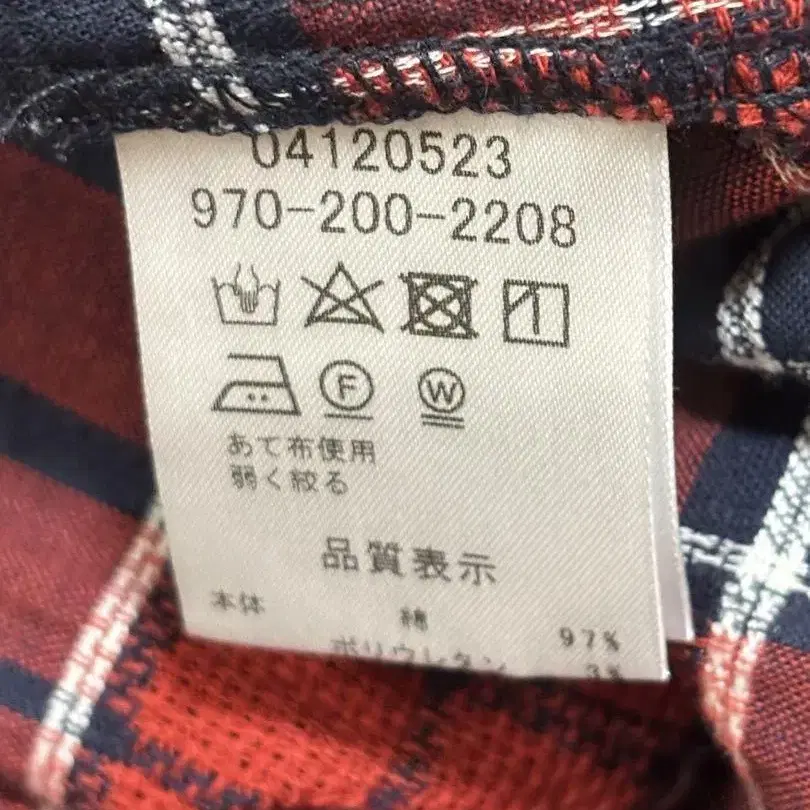 04120523
970-200-2208
F W
あて布使用
弱く絞る
品質表示
本体 綿 97%
ポリウレタン 3%